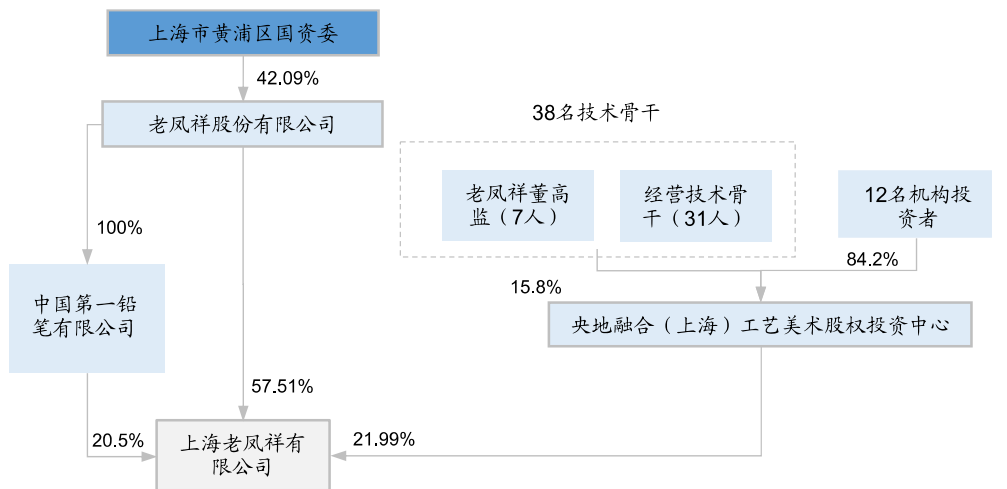 上海市黄浦区国资委
42.09%
老凤祥股份有限公司
38名技术骨干
老凤祥董高
监（7人）
经营技术骨
干（31人）
12名机构投
资者
100%
84.2%
15.8%
中国第一铅
笔有限公司
央地融合（上海）工艺美术股权投资中心
57.51%
20.5%
上海老凤祥有
限公司
21.99%